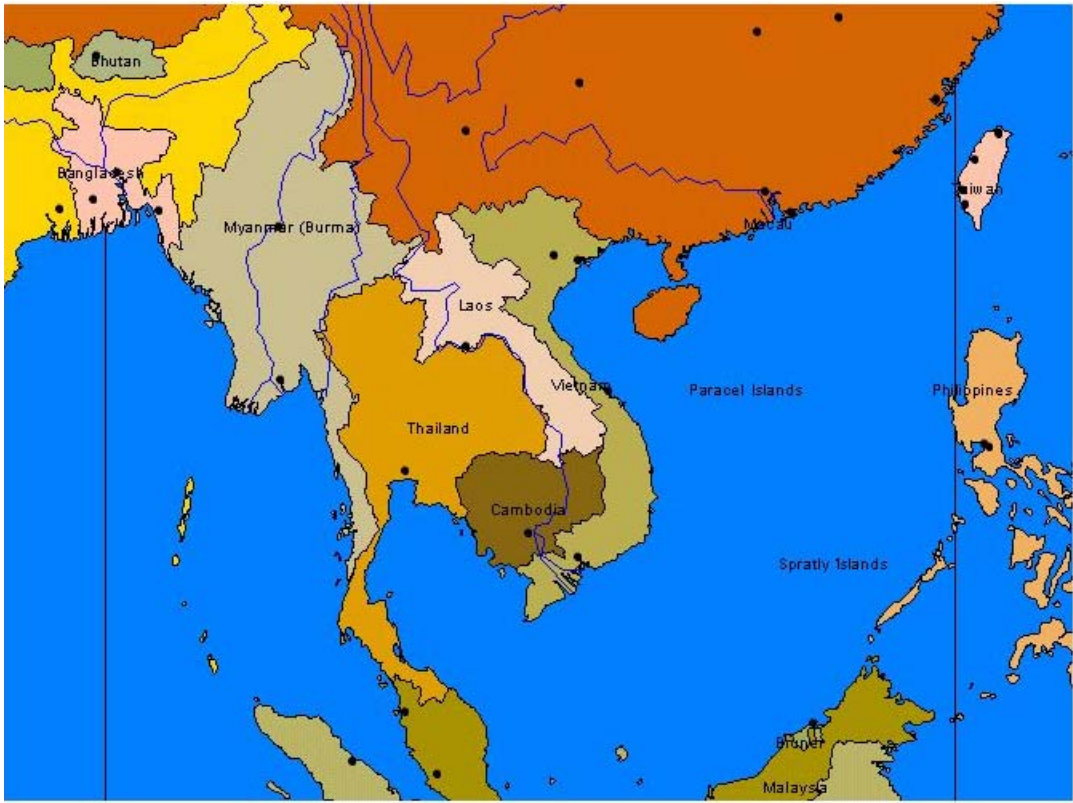 Bhutan
Bangladesh
Taiwan
Myanmar (Burma)
Macau
Laos
Vietnam
Paracel Islands
Philippines
Thailand
Cambodia
Spratly Islands
Brunei
Malaysia